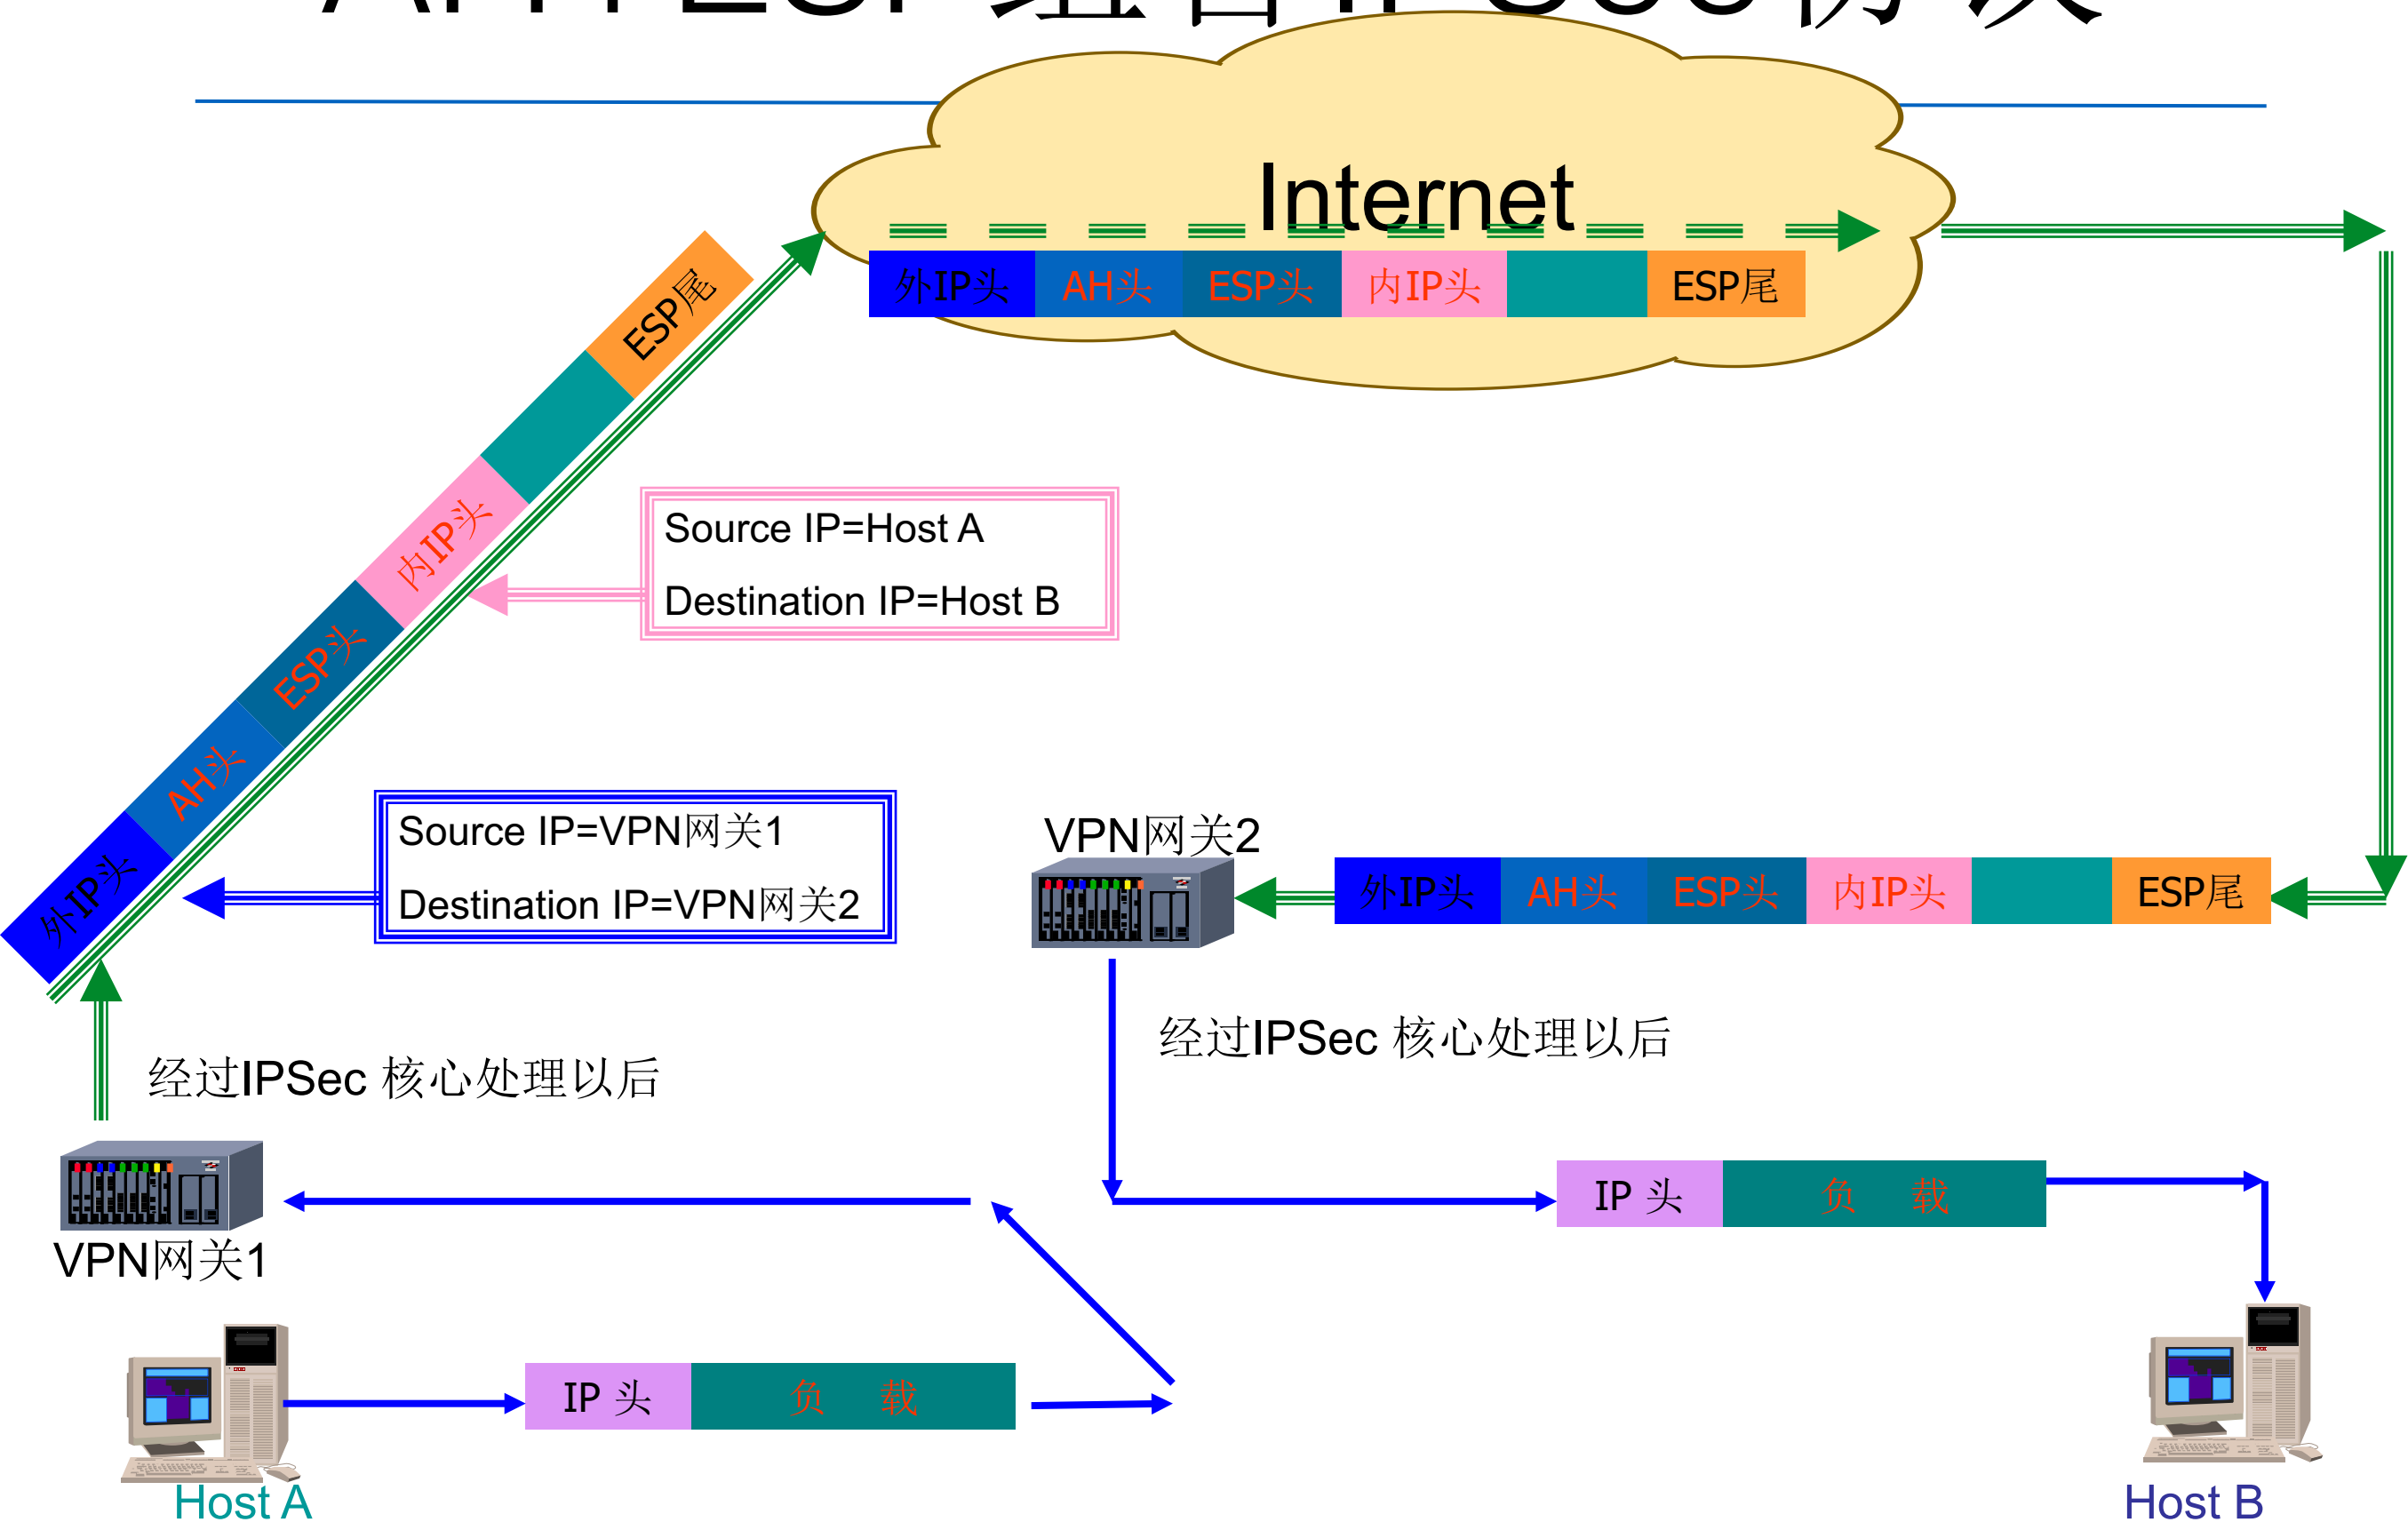 Internet
外IP头 AH头 ESP头 内IP头 ESP尾
ESP尾
内IP头
ESP头
AH头
外IP头
Source IP=Host A
Destination IP=Host B
Source IP=VPN网关1
Destination IP=VPN网关2
VPN网关2
外IP头 AH头 ESP头 内IP头 ESP尾
经过IPSec 核心处理以后
经过IPSec 核心处理以后
IP 头 负 载
VPN网关1
IP 头 负 载
Host A
Host B